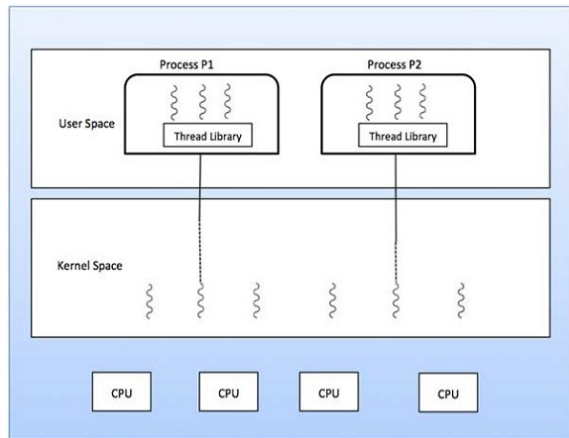 Process P1
Process P2
User Space
Thread Library
Thread Library
Kernel Space
CPU
CPU
CPU
CPU